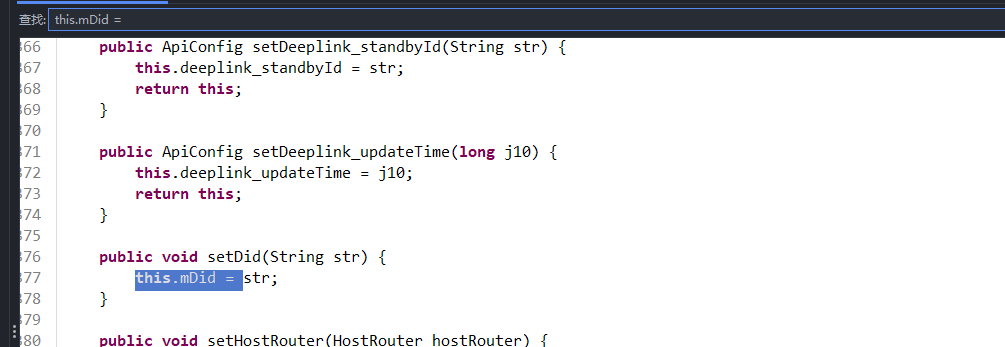 查找: this.mDid =
366 public ApiConfig setDeeplink_standbyId(String str) {
367 this.deeplink_standbyId = str;
368 return this;
369 }
370
371 public ApiConfig setDeeplink_updateTime(long j10) {
372 this.deeplink_updateTime = j10;
373 return this;
374 }
375
376 public void setDid(String str) {
377 this.mDid = str;
378 }
379
380 public void setHostRouter(HostRouter hostRouter) {